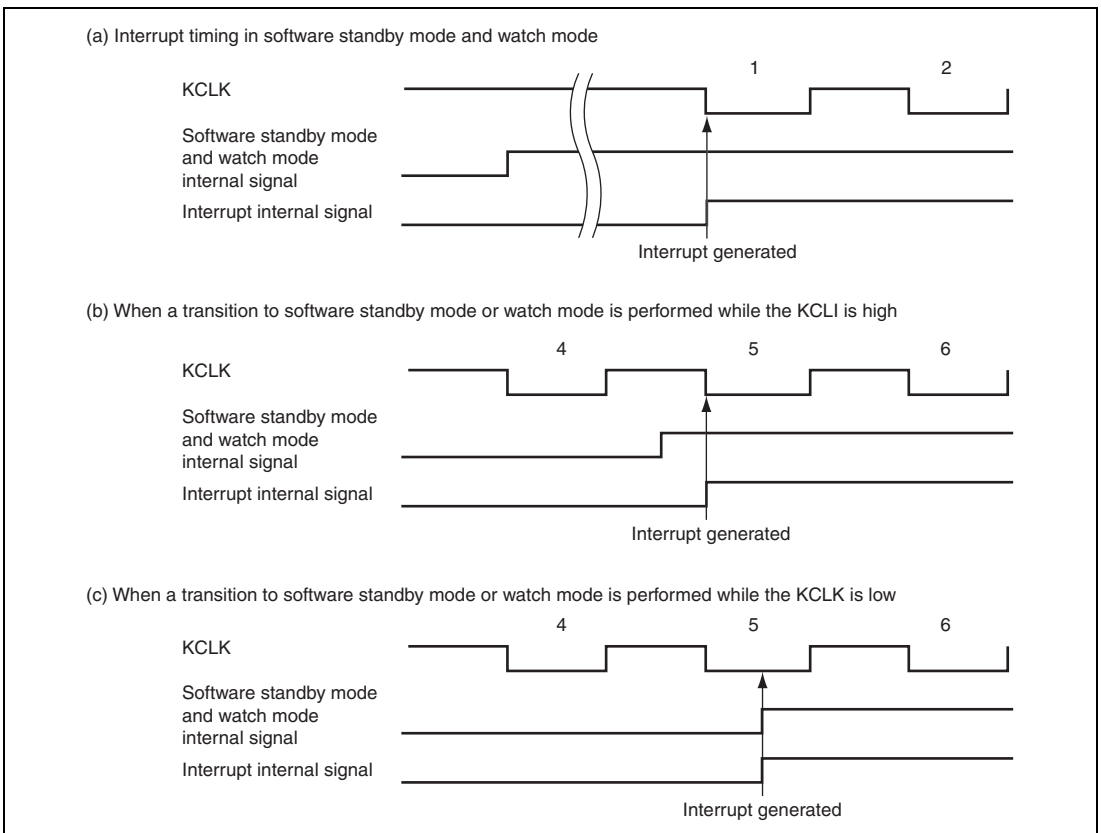 (a) Interrupt timing in software standby mode and watch mode
1 2
KCLK
Software standby mode
and watch mode
internal signal
Interrupt internal signal
Interrupt generated
(b) When a transition to software standby mode or watch mode is performed while the KCLI is high
4 5 6
KCLK
Software standby mode
and watch mode
internal signal
Interrupt internal signal
Interrupt generated
(c) When a transition to software standby mode or watch mode is performed while the KCLK is low
4 5 6
KCLK
Software standby mode
and watch mode
internal signal
Interrupt internal signal
Interrupt generated